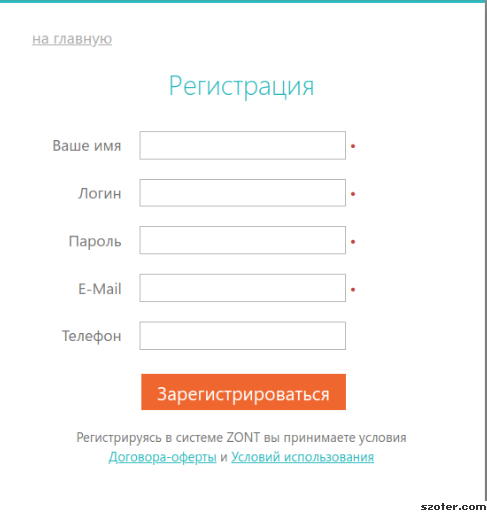 на главную
Регистрация
Ваше имя
Логин
Пароль
E-Mail
Телефон
Зарегистрироваться
Регистрируясь в системе ZONT вы принимаете условия
Договора-оферты и Условий использования
szoter.com